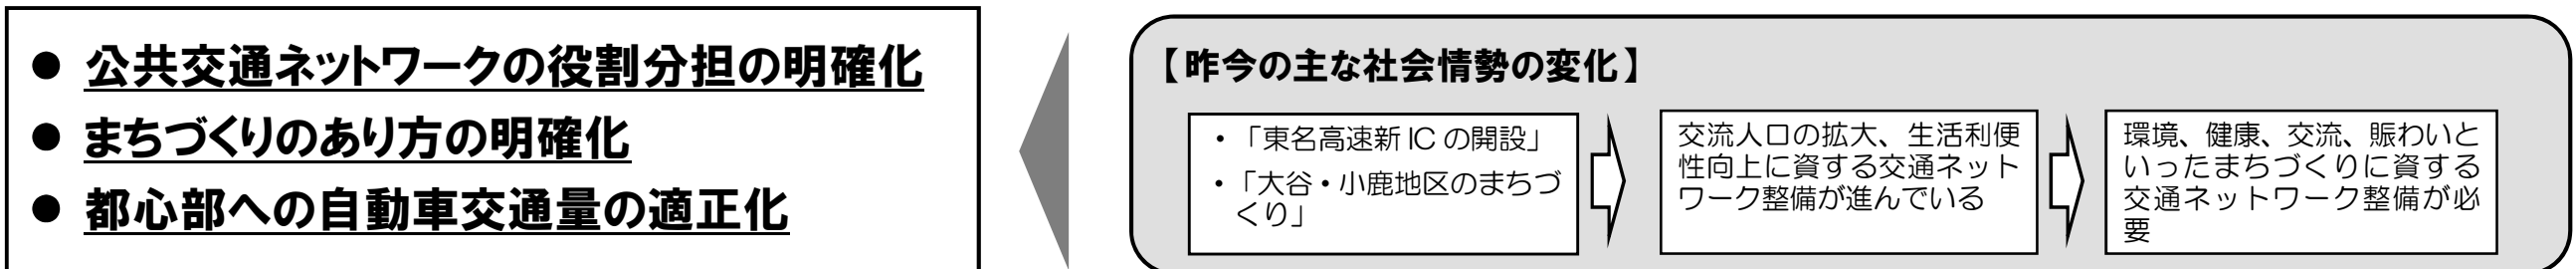 ● 公共交通ネットワークの役割分担の明確化
● まちづくりのあり方の明確化
● 都心部への自動車交通量の適正化
【昨今の主な社会情勢の変化】
・「東名高速新 IC の開設」
・「大谷・小鹿地区のまちづ
くり」
交流人口の拡大、生活利便
性向上に資する交通ネット
ワーク整備が進んでいる
環境、健康、交流、賑わいと
いったまちづくりに資する
交通ネットワーク整備が必
要